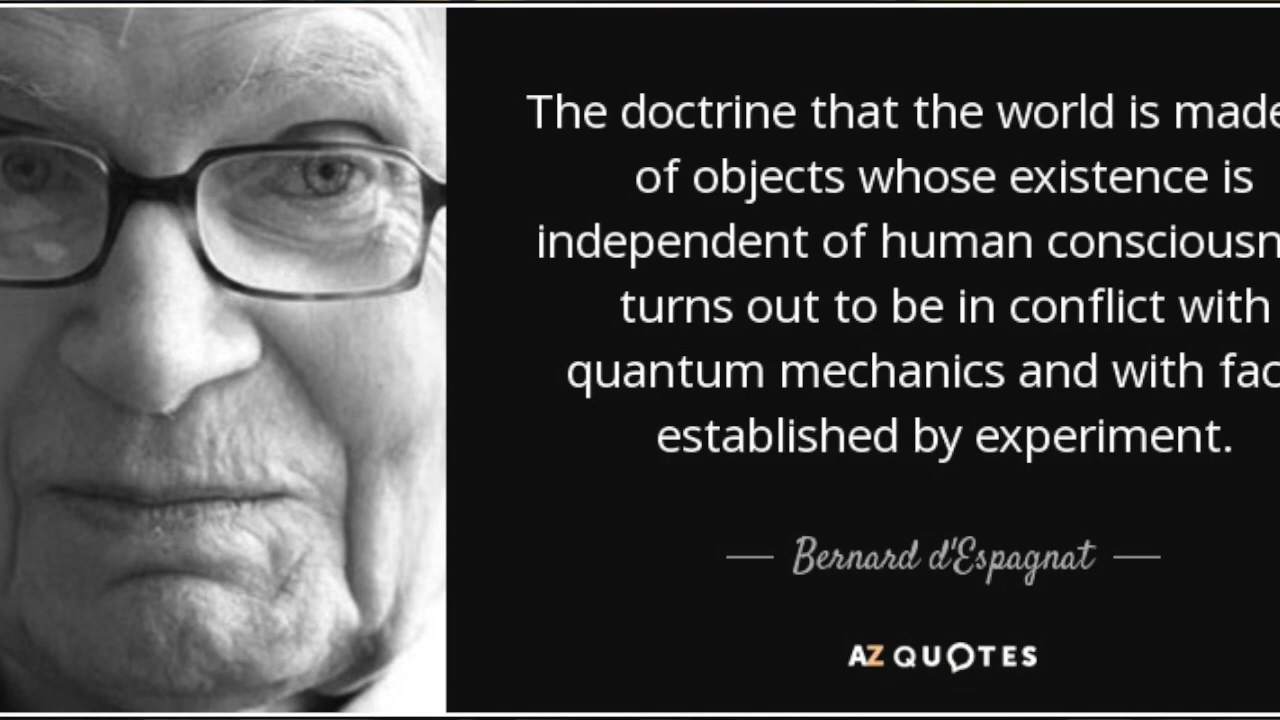 The doctrine that the world is made
of objects whose existence is
independent of human consciousn
turns out to be in conflict with
quantum mechanics and with fac
established by experiment.
Bernard d'Espagnat
AZ QUOTES